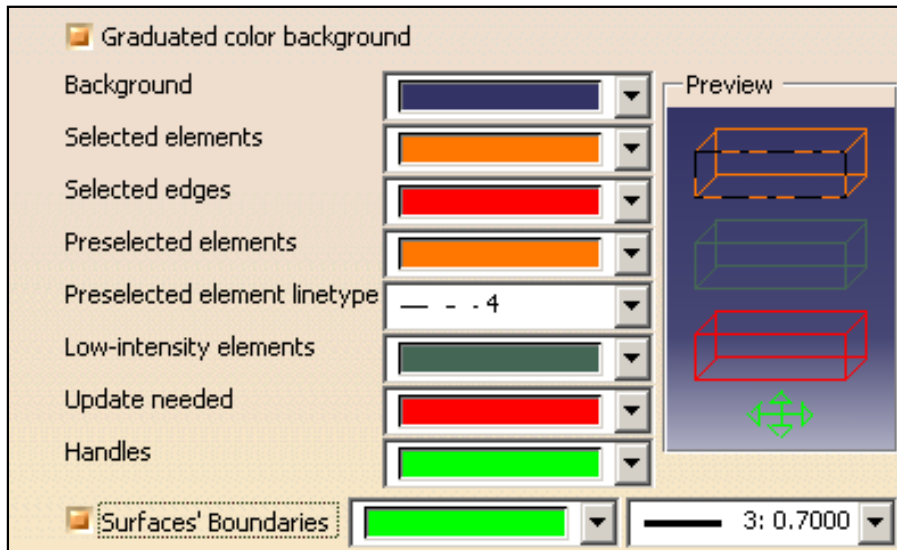 Graduated color background
Background
Preview
Selected elements
Selected edges
Preselected elements
Preselected element linetype 4
Low-intensity elements
Update needed
Handles
Surfaces' Boundaries 3: 0.7000